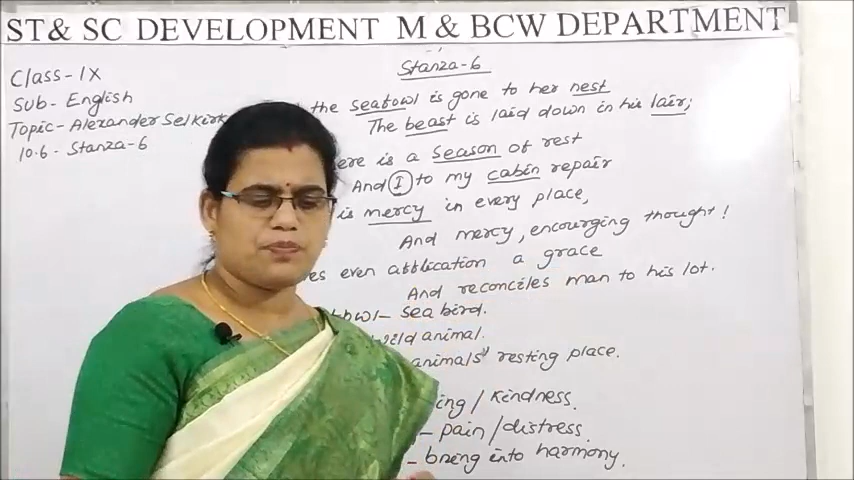 ST& SC DEVELOPMENT M & BCW DEPARTMENT
Class-IX
Sub- English
Topic- Alexander Selkirk
10.6- Stanza-6
Stanza-6
the seafowl is gone to her nest
The beast is laid down in his lair;
ere is a season of rest
And I to my cabin repair
is mercy in every place,
And mercy, encourging thought!
es even affliction a grace
And reconciles man to his lot.
fowl- sea bird.
wild animal.
animals' resting place.
ing / kindness.
- pain / distress.
- bring into harmony.